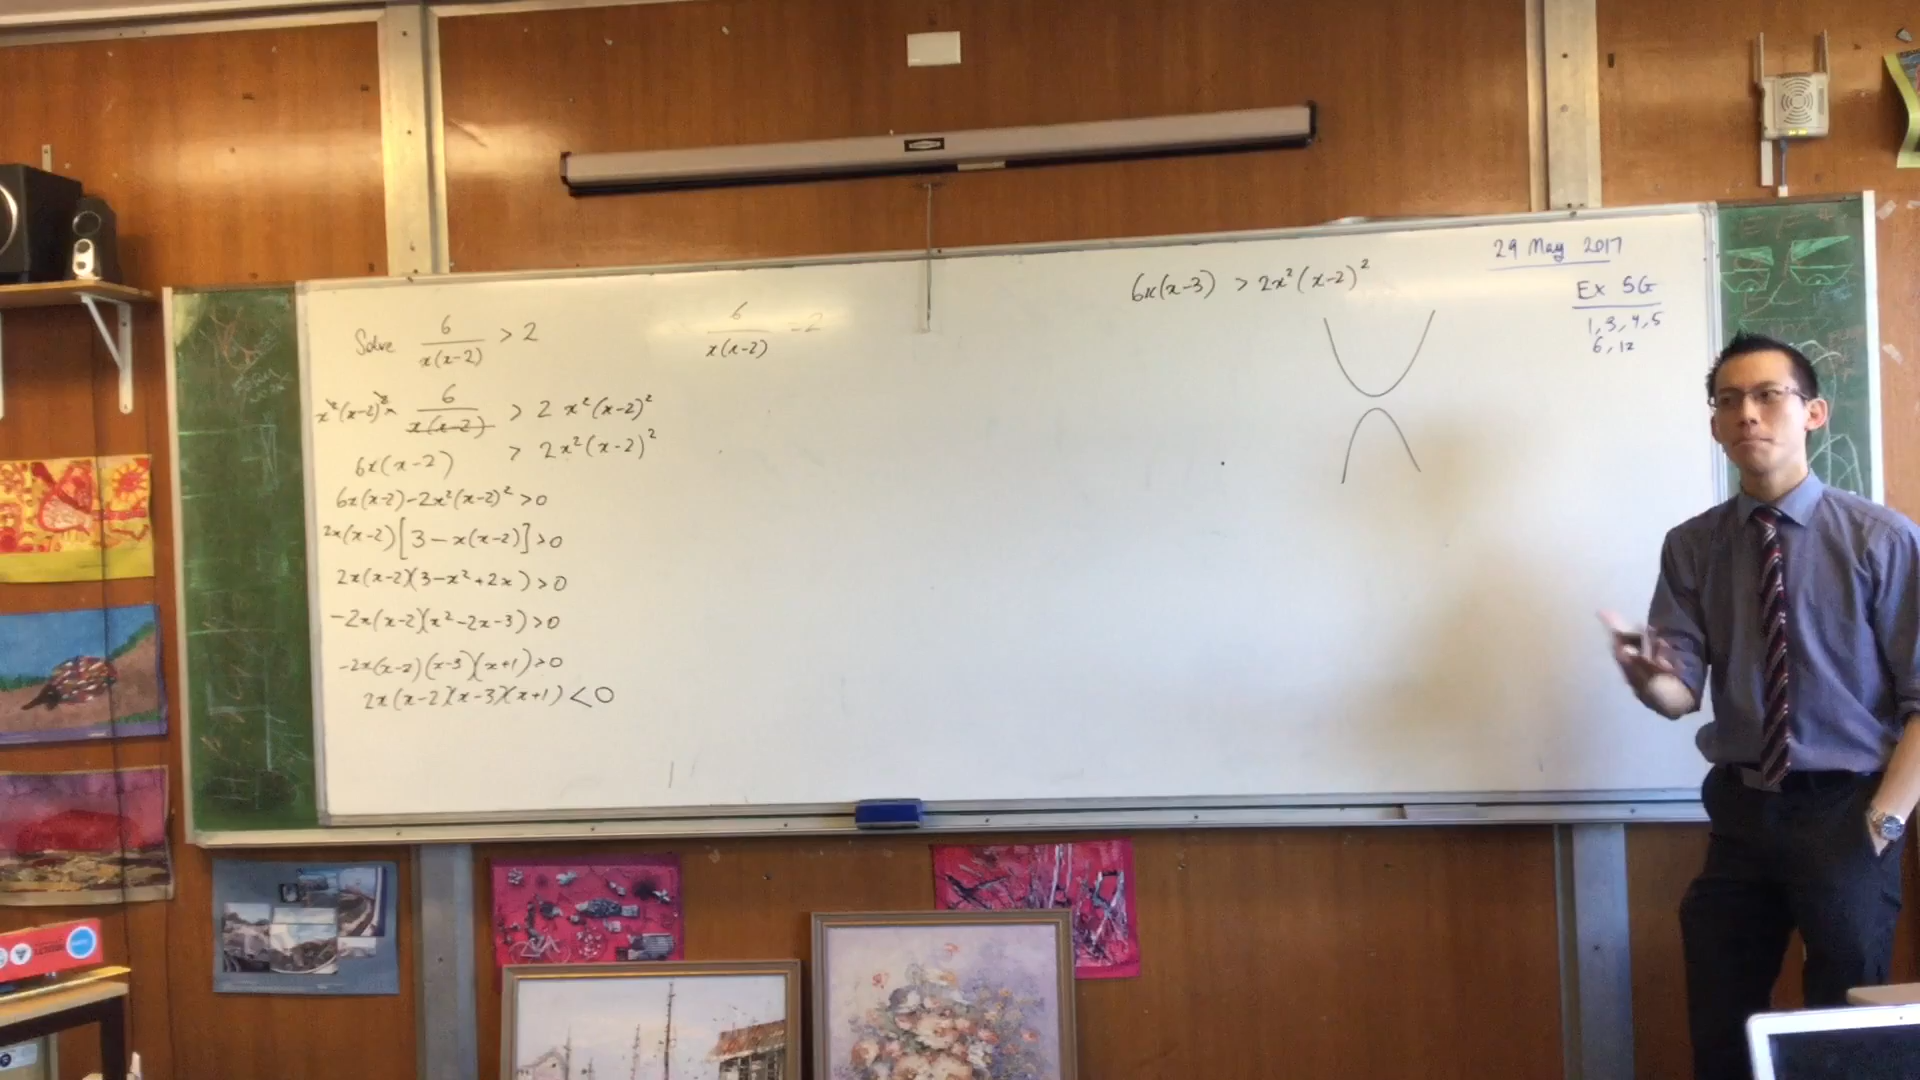 Solve 6/x(x-2) > 2
x²(x-2)²× 6/x(x-2) > 2 x²(x-2)²
6x(x-2) > 2x²(x-2)²
6x(x-2)-2x²(x-2)²>0
2x(x-2)[3-x(x-2)]>0
2x(x-2)(3-x²+2x)>0
-2x(x-2)(x²-2x-3)>0
-2x(x-2)(x-3)(x+1)>0
2x(x-2)(x-3)(x+1)<0
6/x(x-2) -2
6x(x-3) > 2x²(x-2)²
29 May 2017
Ex 5G
1, 3, 4, 5
6, 12